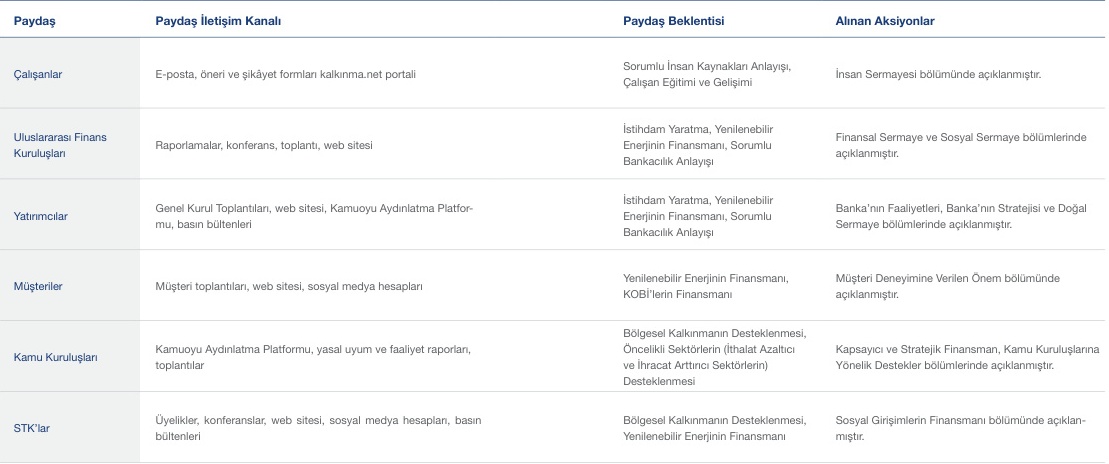 Paydaş Paydaş İletişim Kanalı Paydaş Beklentisi Alınan Aksiyonlar
Çalışanlar
E-posta, öneri ve şikâyet formları kalkınma.net portali
Sorumlu İnsan Kaynakları Anlayışı,
Çalışan Eğitimi ve Gelişimi
İnsan Sermayesi bölümünde açıklanmıştır.
Uluslararası Finans
Kuruluşları
Raporlamalar, konferans, toplantı, web sitesi
İstihdam Yaratma, Yenilenebilir
Enerjinin Finansmanı, Sorumlu
Bankacılık Anlayışı
Finansal Sermaye ve Sosyal Sermaye bölümlerinde
açıklanmıştır.
Yatırımcılar
Genel Kurul Toplantıları, web sitesi, Kamuoyu Aydınlatma Platfor-
mu, basın bültenleri
İstihdam Yaratma, Yenilenebilir
Enerjinin Finansmanı, Sorumlu
Bankacılık Anlayışı
Banka'nın Faaliyetleri, Banka'nın Stratejisi ve Doğal
Sermaye bölümlerinde açıklanmıştır.
Müşteriler
Müşteri toplantıları, web sitesi, sosyal medya hesapları
Yenilenebilir Enerjinin Finansmanı,
KOBİ'lerin Finansmanı
Müşteri Deneyimine Verilen Önem bölümünde
açıklanmıştır.
Kamu Kuruluşları
Kamuoyu Aydınlatma Platformu, yasal uyum ve faaliyet raporları,
toplantılar
Bölgesel Kalkınmanın Desteklenmesi,
Öncelikli Sektörlerin (İthalat Azaltıcı
ve İhracat Arttırıcı Sektörlerin)
Desteklenmesi
Kapsayıcı ve Stratejik Finansman, Kamu Kuruluşlarına
Yönelik Destekler bölümlerinde açıklanmıştır.
STK'lar
Üyelikler, konferanslar, web sitesi, sosyal medya hesapları, basın
bültenleri
Bölgesel Kalkınmanın Desteklenmesi,
Yenilenebilir Enerjinin Finansmanı
Sosyal Girişimlerin Finansmanı bölümünde açıklan-
mıştır.